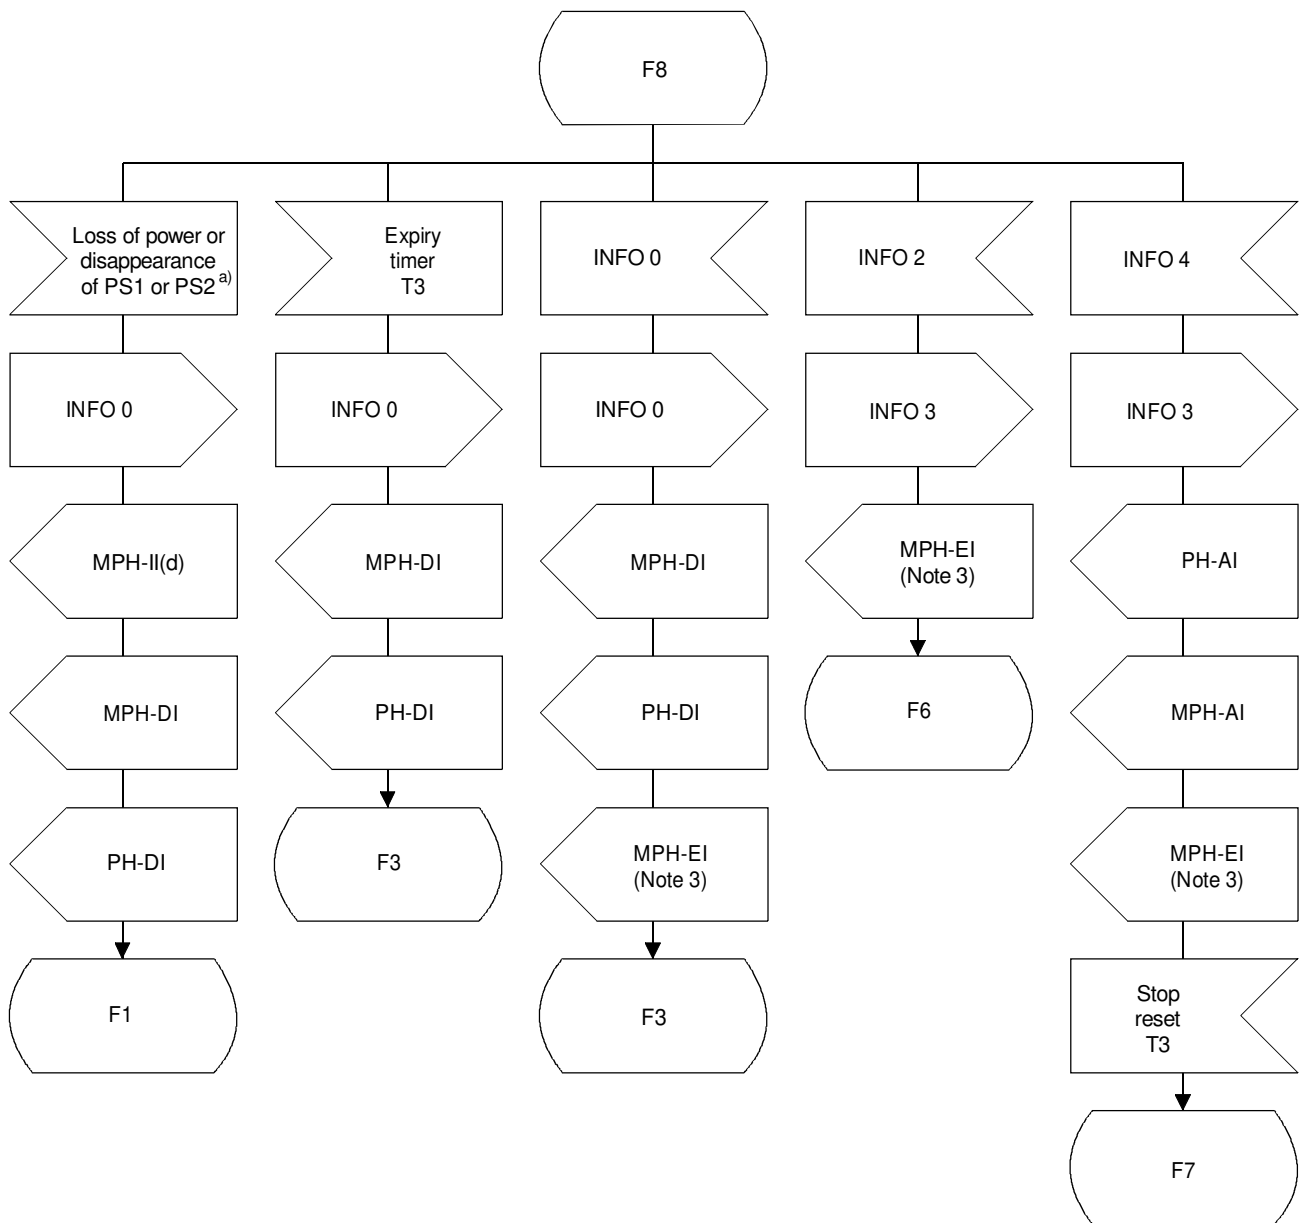 F8
Loss of power or
disappearance
of PS1 or PS2 a)
Expiry
timer
T3
INFO 0
INFO 2
INFO 4
INFO 0
INFO 0
INFO 0
INFO 3
INFO 3
MPH-II(d)
MPH-DI
MPH-DI
MPH-EI
(Note 3)
PH-AI
MPH-DI
PH-DI
PH-DI
F6
MPH-AI
PH-DI
F3
MPH-EI
(Note 3)
MPH-EI
(Note 3)
F1
F3
Stop
reset
T3
F7